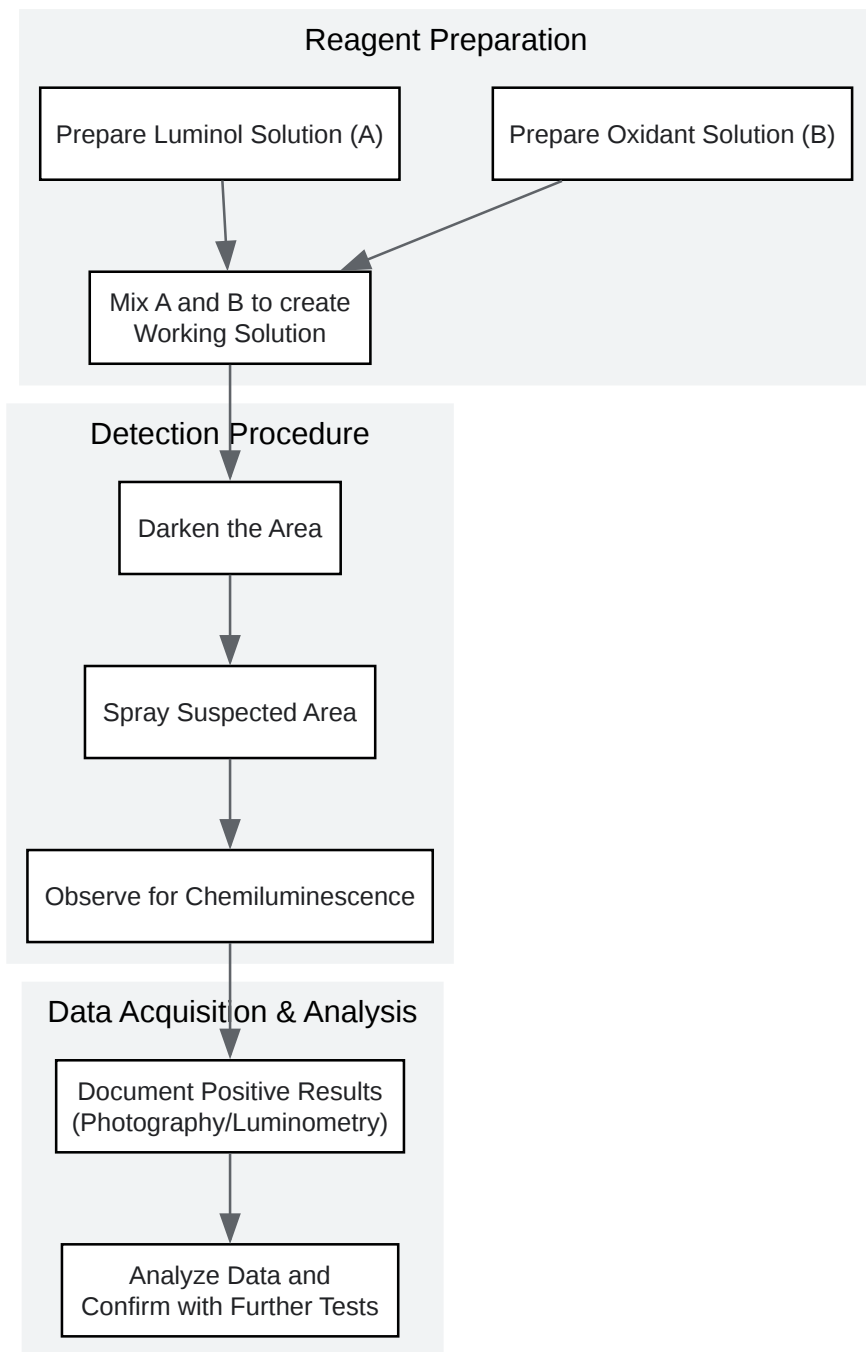 Reagent Preparation
Prepare Luminol Solution (A)
Prepare Oxidant Solution (B)
Mix A and B to create
Working Solution
Detection Procedure
Darken the Area
Spray Suspected Area
Observe for Chemiluminescence
Data Acquisition & Analysis
Document Positive Results
(Photography/Luminometry)
Analyze Data and
Confirm with Further Tests